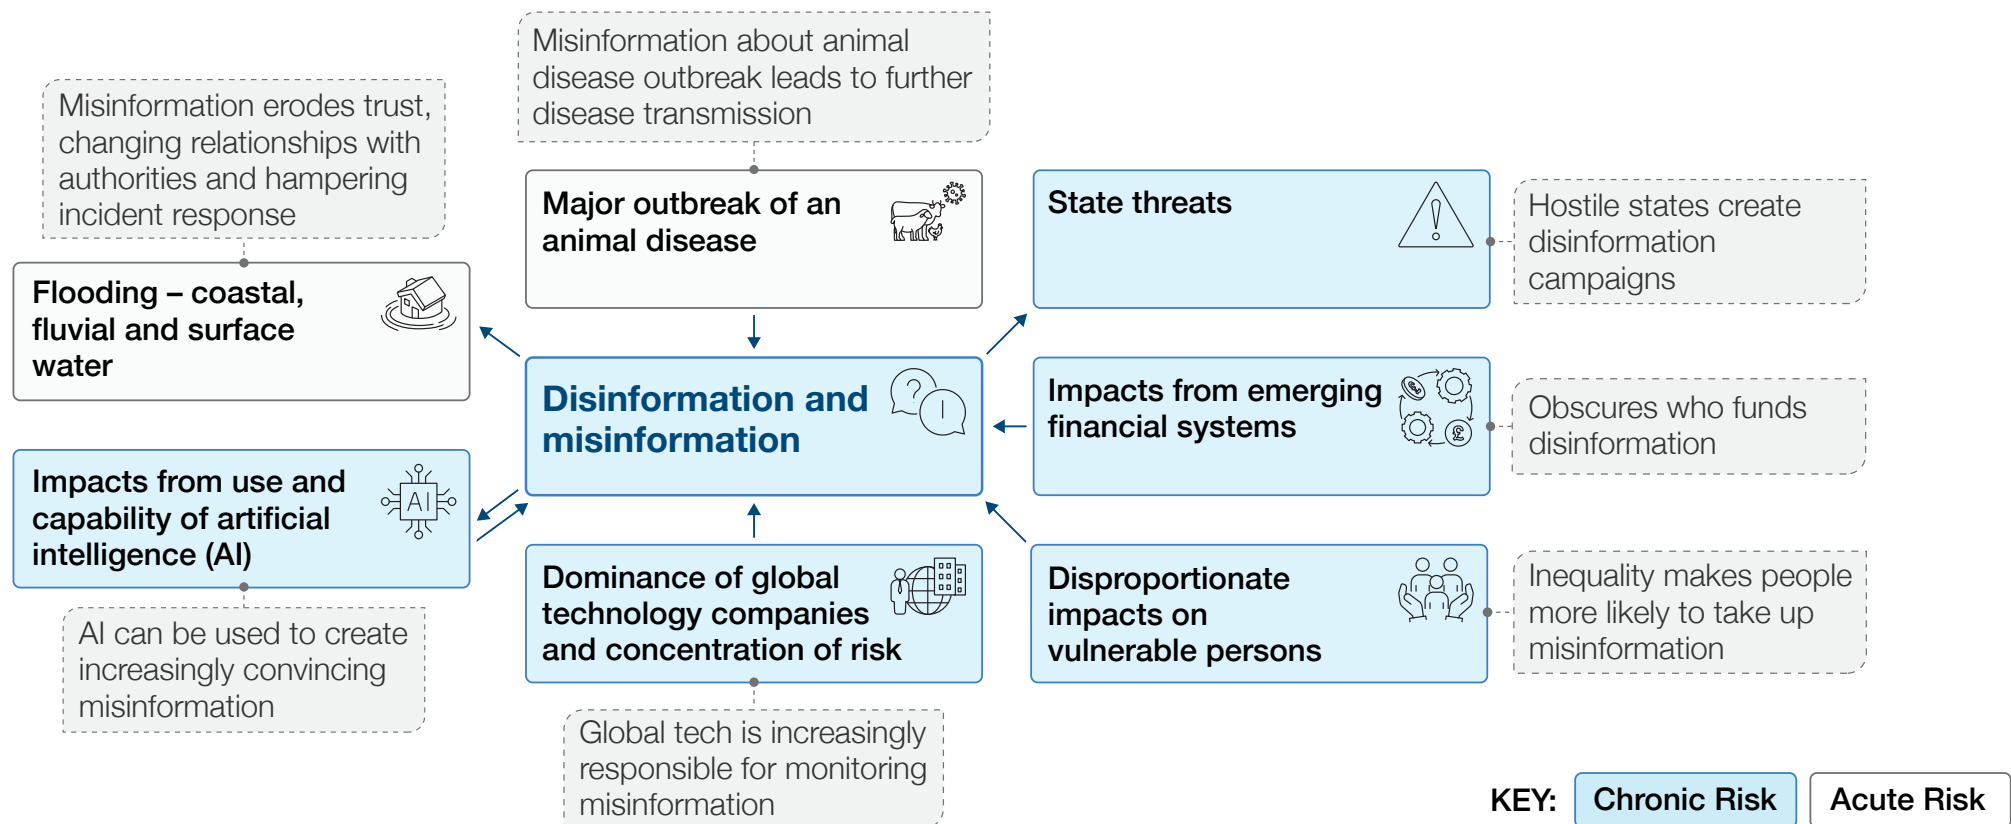 Misinformation about animal
disease outbreak leads to further
disease transmission
Misinformation erodes trust,
changing relationships with
authorities and hampering
incident response
Major outbreak of an
animal disease
State threats
Hostile states create
disinformation
campaigns
Flooding – coastal,
fluvial and surface
water
Disinformation and
misinformation
?
!
Impacts from emerging
financial systems
£
£
Obscures who funds
disinformation
Impacts from use and
capability of artificial
intelligence (AI)
AI
Dominance of global
technology companies
and concentration of risk
Disproportionate
impacts on
vulnerable persons
Inequality makes people
more likely to take up
misinformation
AI can be used to create
increasingly convincing
misinformation
Global tech is increasingly
responsible for monitoring
misinformation
KEY:
Chronic Risk
Acute Risk